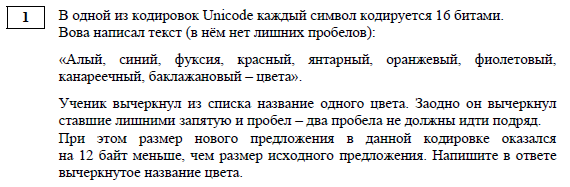 1
В одной из кодировок Unicode каждый символ кодируется 16 битами.
Вова написал текст (в нём нет лишних пробелов):
«Алый, синий, фуксия, красный, янтарный, оранжевый, фиолетовый,
канареечный, баклажановый – цвета».
Ученик вычеркнул из списка название одного цвета. Заодно он вычеркнул
ставшие лишними запятую и пробел – два пробела не должны идти подряд.
При этом размер нового предложения в данной кодировке оказался
на 12 байт меньше, чем размер исходного предложения. Напишите в ответе
вычеркнутое название цвета.